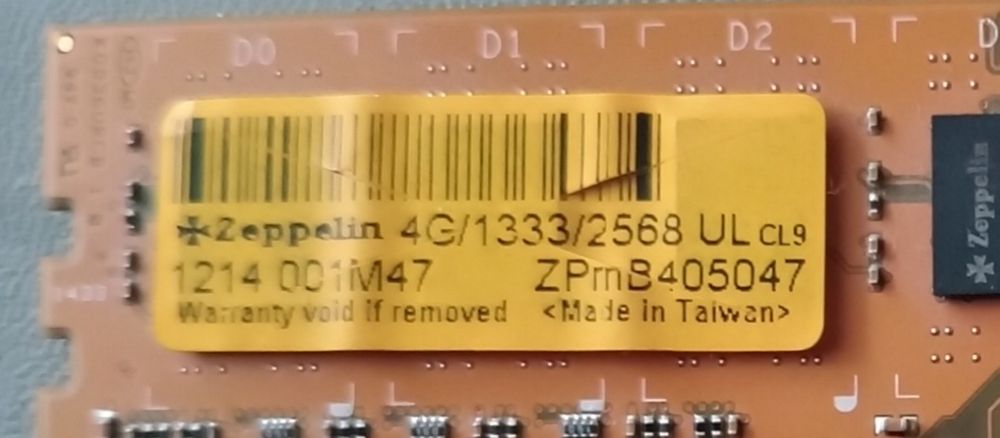 D0 D1 D2 D
Zeppelin 4G/1333/2568 UL CL9
1214 001M47 ZPrnB405047
Warranty void if removed <Made in Taiwan>
Zeppelin